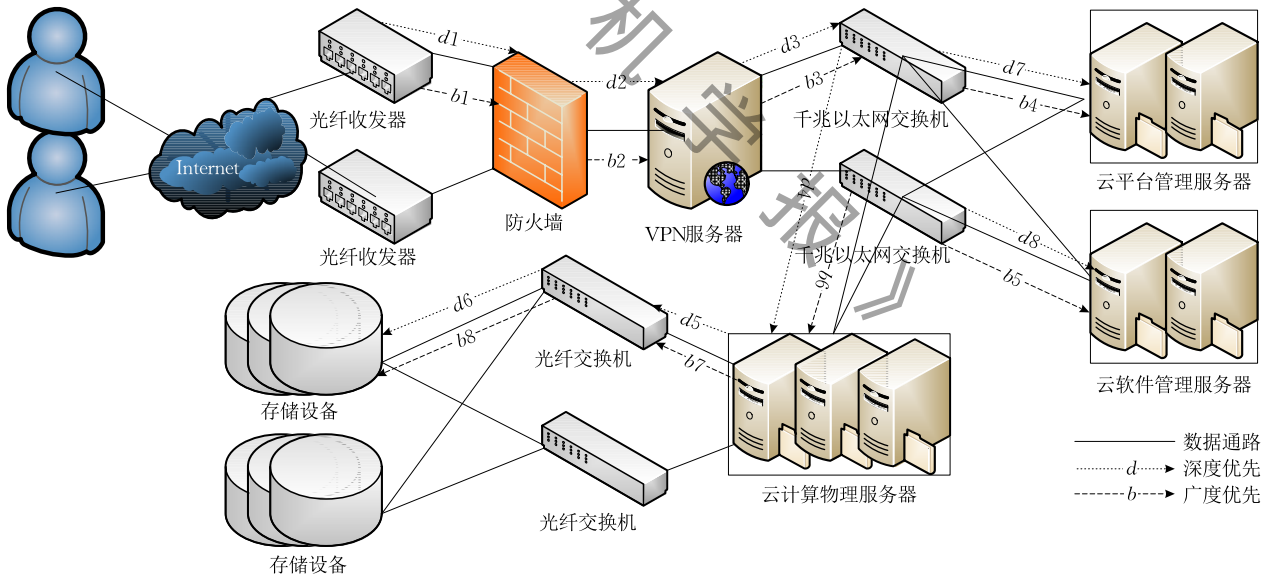 机学报》
d1
d2
d3
d7
b1
b2
b3
b4
光纤收发器
千兆以太网交换机
Internet
云平台管理服务器
防火墙
VPN服务器
光纤收发器
d4
千兆以太网交换机
d8
b5
b6
d6
b8
d5
b7
光纤交换机
云软件管理服务器
存储设备
数据通路
d 深度优先
b 广度优先
云计算物理服务器
光纤交换机
存储设备